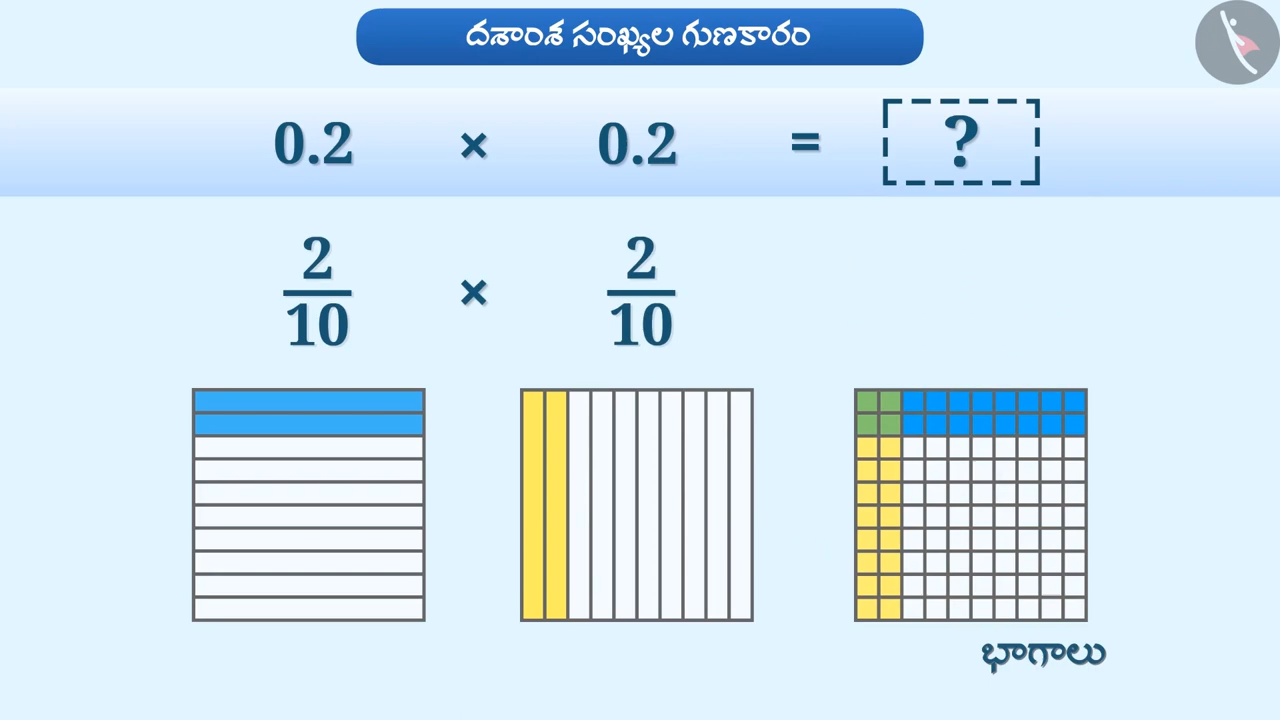 దశాంశ సంఖ్యల గుణకారం
0.2 × 0.2 = ?
2/10 × 2/10
భాగాలు